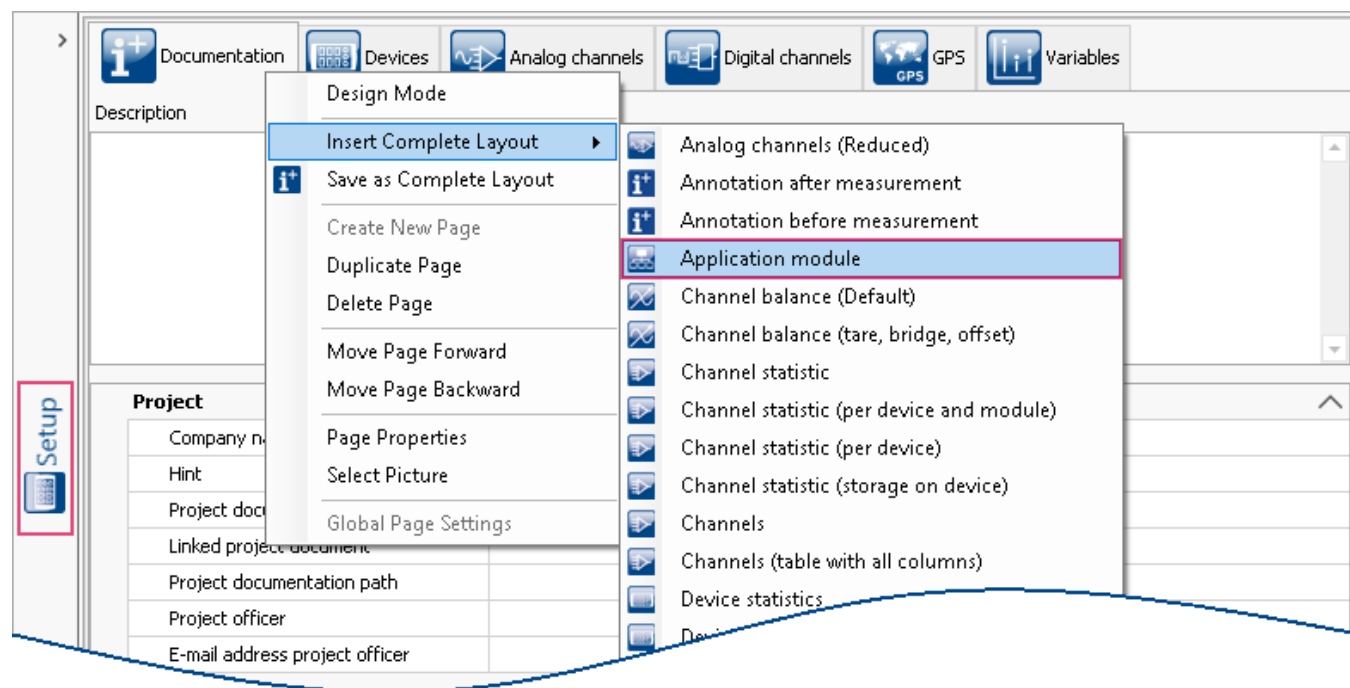 >
Documentation
Devices
Analog channels
Digital channels
GPS
GPS
Variables
Description
Design Mode
Insert Complete Layout
Save as Complete Layout
Create New Page
Duplicate Page
Delete Page
Move Page Forward
Move Page Backward
Page Properties
Select Picture
Global Page Settings
Analog channels (Reduced)
Annotation after measurement
Annotation before measurement
Application module
Channel balance (Default)
Channel balance (tare, bridge, offset)
Channel statistic
Channel statistic (per device and module)
Channel statistic (per device)
Channel statistic (storage on device)
Channels
Channels (table with all columns)
Device statistics
Setup
Project
Company n
Hint
Project doc
Linked project document
Project documentation path
Project officer
E-mail address project officer